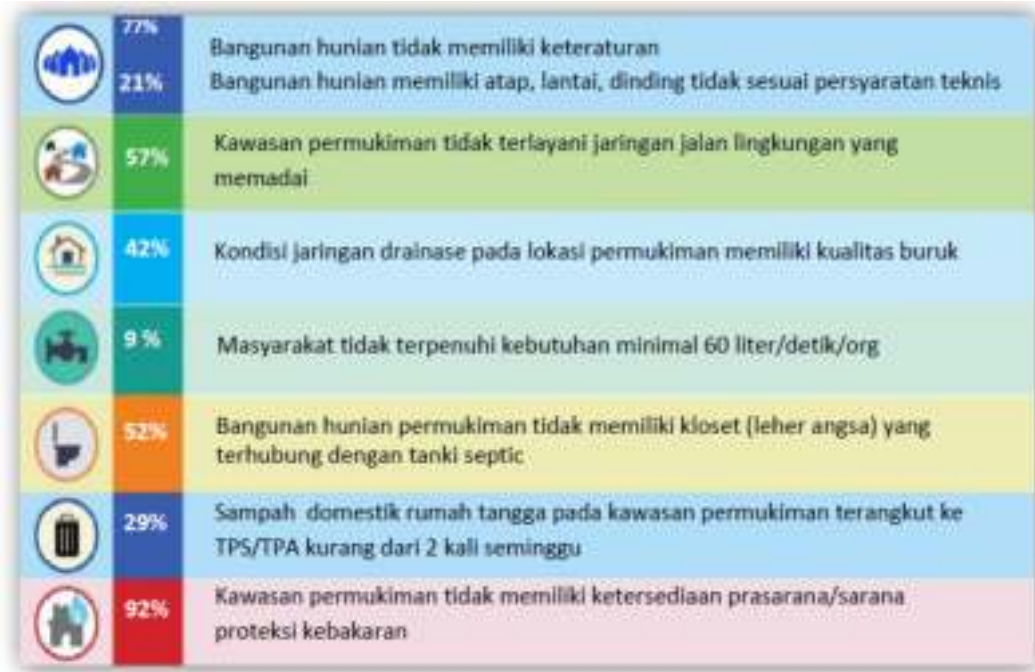 77%
Bangunan hunian tidak memiliki keteraturan
21%
Bangunan hunian memiliki atap, lantai, dinding tidak sesuai persyaratan teknis
57%
Kawasan permukiman tidak terlayani jaringan jalan lingkungan yang
memadai
42%
Kondisi jaringan drainase pada lokasi permukiman memiliki kualitas buruk
9 %
Masyarakat tidak terpenuhi kebutuhan minimal 60 liter/detik/org
52%
Bangunan hunian permukiman tidak memiliki kloset (leher angsa) yang
terhubung dengan tanki septic
29%
Sampah domestik rumah tangga pada kawasan permukiman terangkut ke
TPS/TPA kurang dari 2 kali seminggu
92%
Kawasan permukiman tidak memiliki ketersediaan prasarana/sarana
proteksi kebakaran